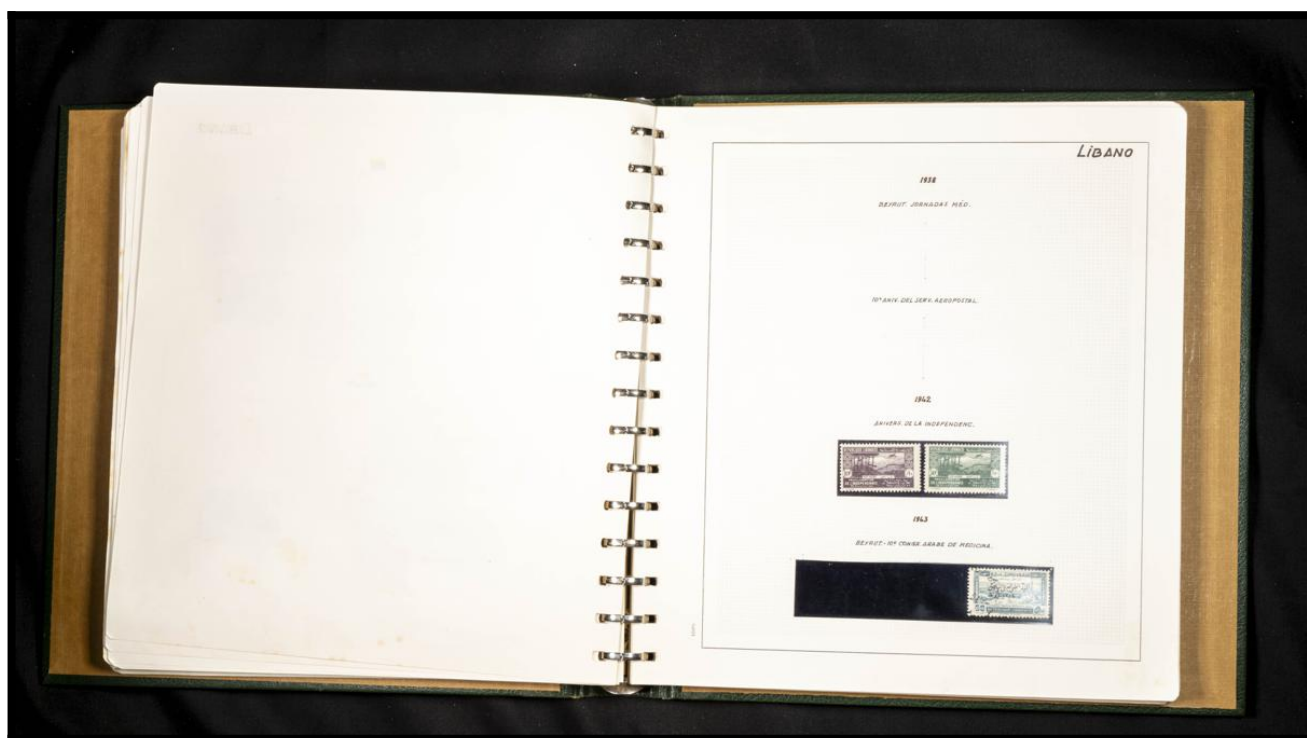 LIBANO
1938
BEYRUT. JORNADAS MÉD.
10º ANIV. DEL SERV. AEROPOSTAL.
1942
ANIVERS. DE LA INDEPENDENC.
1943
BEYRUT.- 10º CONGR. ARABE DE MEDICINA.